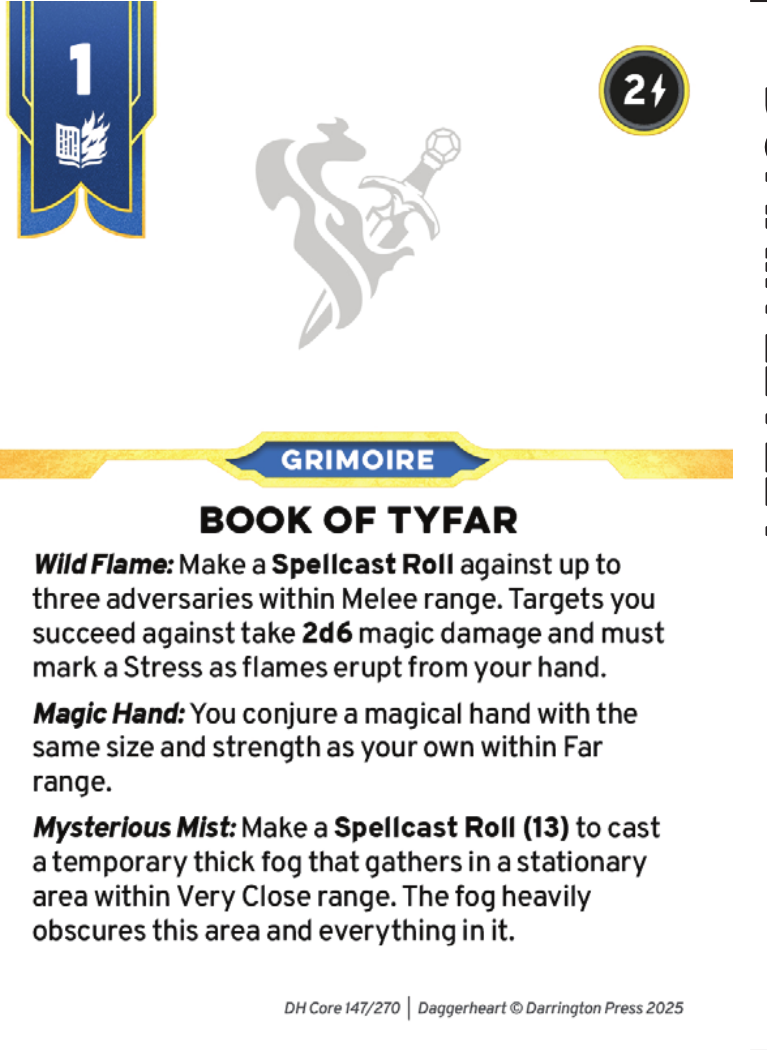 1
2
GRIMOIRE
BOOK OF TYFAR
Wild Flame: Make a Spellcast Roll against up to
three adversaries within Melee range. Targets you
succeed against take 2d6 magic damage and must
mark a Stress as flames erupt from your hand.
Magic Hand: You conjure a magical hand with the
same size and strength as your own within Far
range.
Mysterious Mist: Make a Spellcast Roll (13) to cast
a temporary thick fog that gathers in a stationary
area within Very Close range. The fog heavily
obscures this area and everything in it.
DH Core 147/270 | Daggerheart © Darrington Press 2025